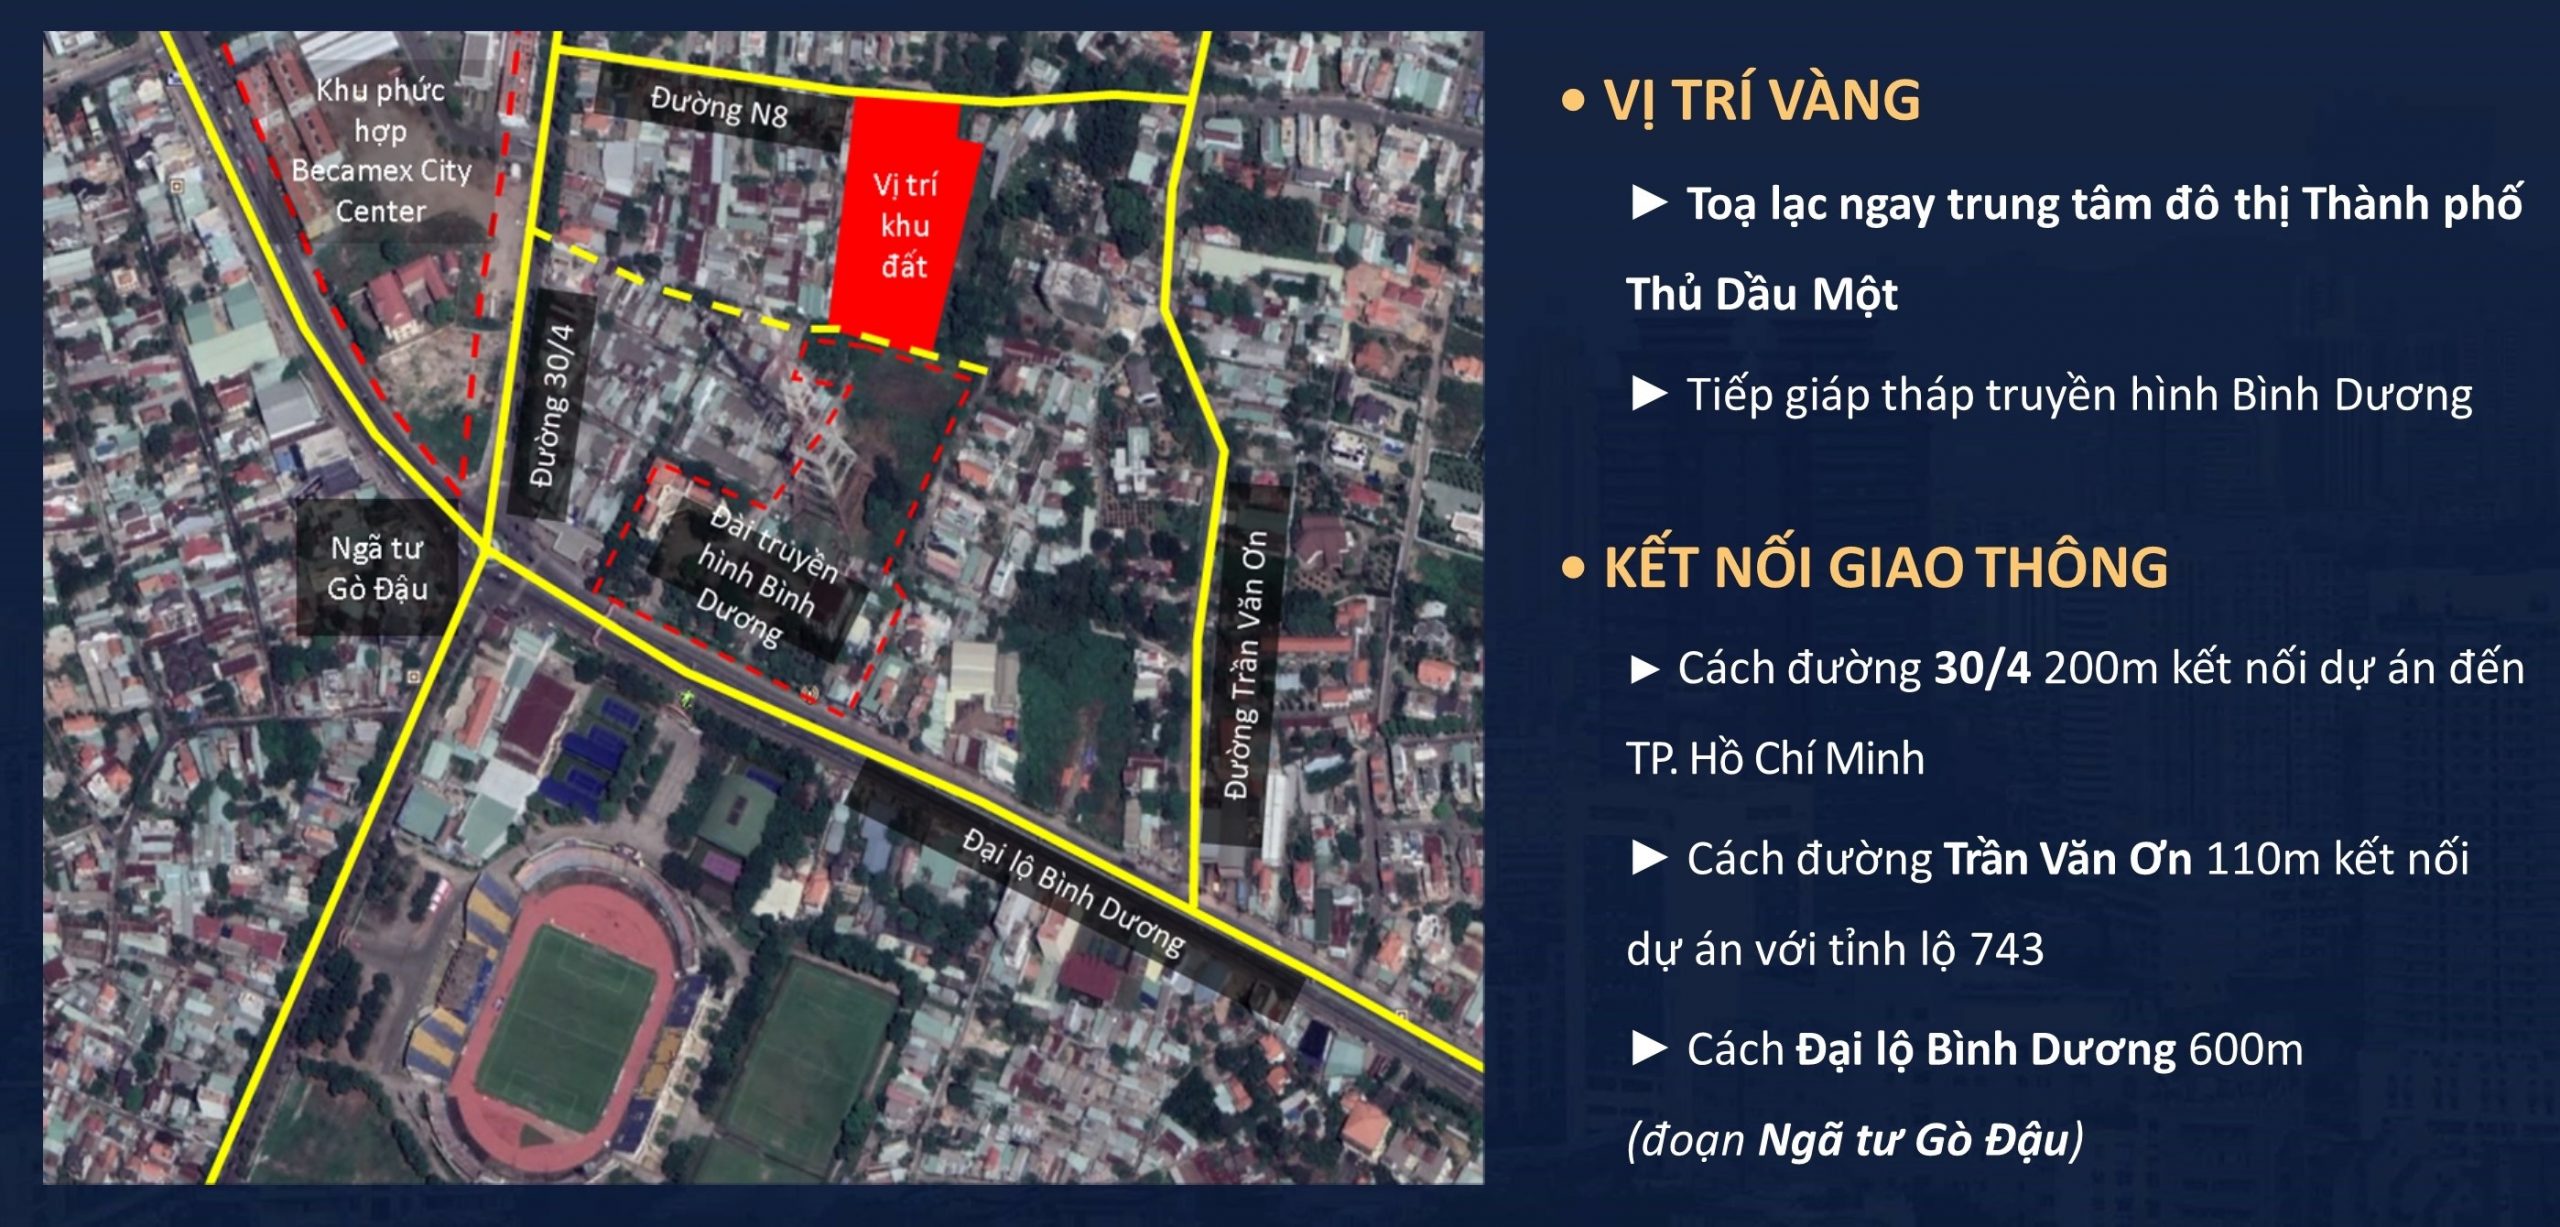 Khu phức
hợp
Becamex City
Center
Đường N8
Vị trí
khu
đất
Đường 30/4
Ngã tư
Gò Đậu
Đài truyền
hình Bình
Dương
Đường Trần Văn Ơn
Đại lộ Bình Dương
• VỊ TRÍ VÀNG
► Toạ lạc ngay trung tâm đô thị Thành phố
Thủ Dầu Một
► Tiếp giáp tháp truyền hình Bình Dương
• KẾT NỐI GIAO THÔNG
► Cách đường 30/4 200m kết nối dự án đến
TP. Hồ Chí Minh
► Cách đường Trần Văn Ơn 110m kết nối
dự án với tỉnh lộ 743
► Cách Đại lộ Bình Dương 600m
(đoạn Ngã tư Gò Đậu)